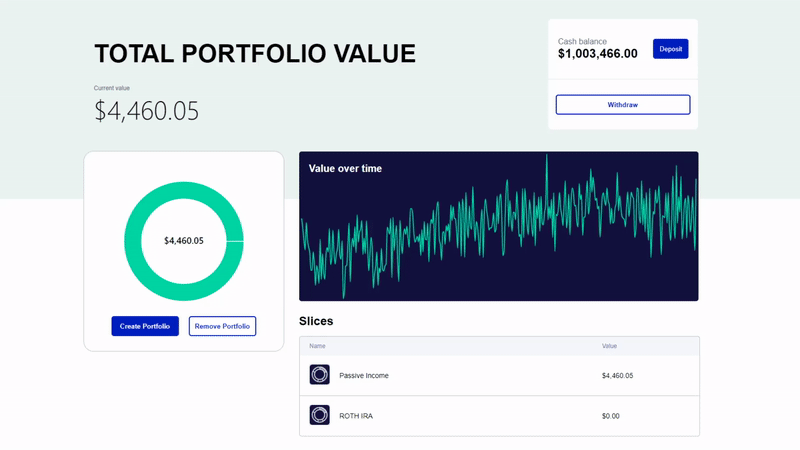 TOTAL PORTFOLIO VALUE
Current value
$4,460.05
Cash balance
$1,003,466.00
Deposit
Withdraw
$4,460.05
Create Portfolio
Remove Portfolio
Value over time
Slices
Name Value
Passive Income $4,460.05
ROTH IRA $0.00